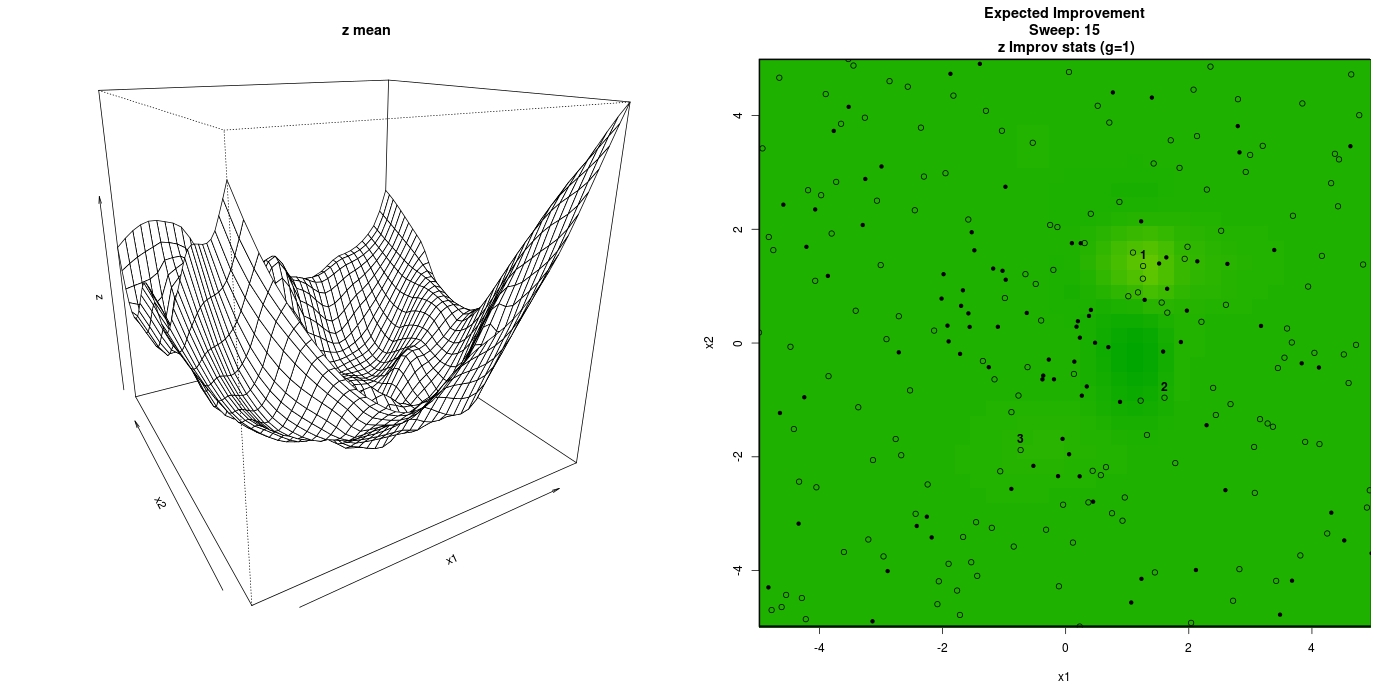 z mean
z
x2
x1
Expected Improvement
Sweep: 15
z Improv stats (g=1)
4
2
0
-2
-4
x2
1
2
3
-4
-2
0
2
4
x1